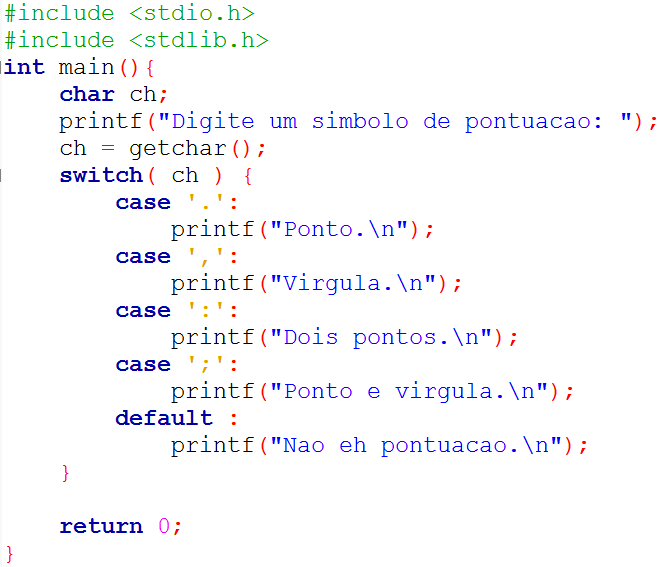 #include <stdio.h>
#include <stdlib.h>
int main(){
    char ch;
    printf("Digite um simbolo de pontuacao: ");
    ch = getchar();
    switch( ch ) {
        case '.':
            printf("Ponto.\n");
        case ',':
            printf("Virgula.\n");
        case ':':
            printf("Dois pontos.\n");
        case ';':
            printf("Ponto e virgula.\n");
        default :
            printf("Nao eh pontuacao.\n");
    }

    return 0;
}